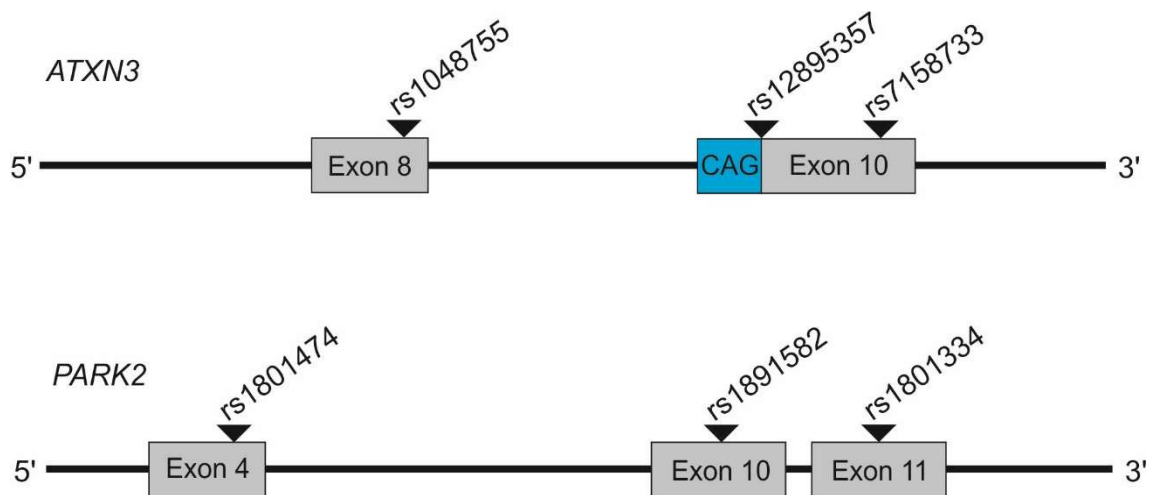 ATXN3
rs1048755
rs12895357
rs7158733
5' Exon 8 CAG Exon 10 3'
PARK2
rs1801474
rs1891582
rs1801334
5' Exon 4 Exon 10 Exon 11 3'